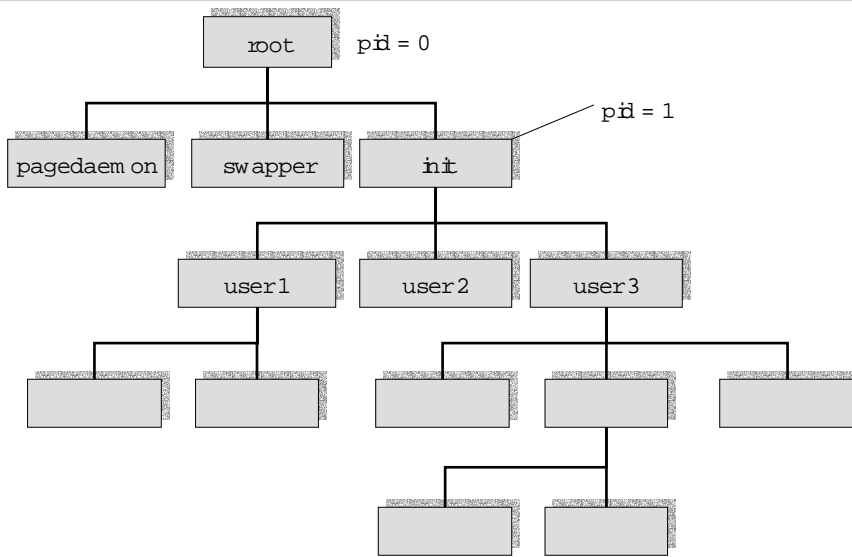 root
pid = 0
pid = 1
pagedaemon
swapper
init
user1
user2
user3